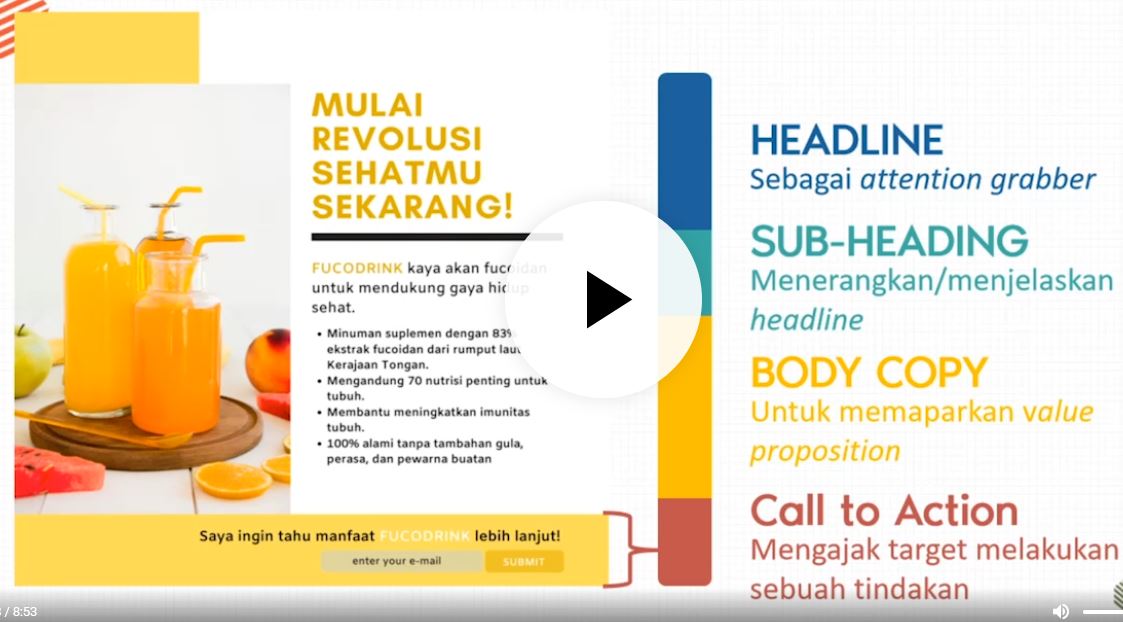 MULAI
REVOLUSI
SEHATMU
SEKARANG!
FUCODRINK kaya akan fucoidan
untuk mendukung gaya hidup
sehat.
• Minuman suplemen dengan 83%
ekstrak fucoidan dari rumput laut
Kerajaan Tongan.
• Mengandung 70 nutrisi penting untuk
tubuh.
• Membantu meningkatkan imunitas
tubuh.
• 100% alami tanpa tambahan gula,
perasa, dan pewarna buatan
Saya ingin tahu manfaat FUCODRINK lebih lanjut!
enter your e-mail
SUBMIT
HEADLINE
Sebagai attention grabber
SUB-HEADING
Menerangkan/menjelaskan
headline
BODY COPY
Untuk memaparkan value
proposition
Call to Action
Mengajak target melakukan
sebuah tindakan
/ 8:53